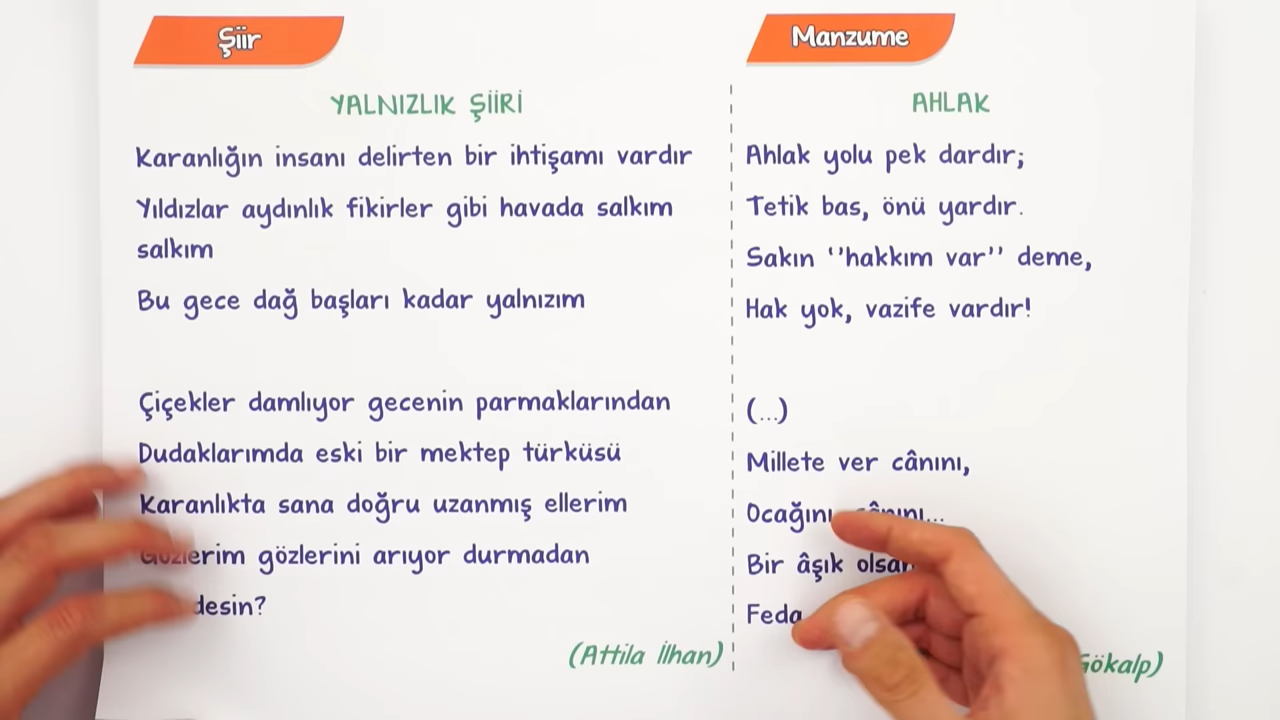 Şiir
YALNIZLIK ŞİİRİ
Karanlığın insanı delirten bir ihtişamı vardır
Yıldızlar aydınlık fikirler gibi havada salkım
salkım
Bu gece dağ başları kadar yalnızım
Çiçekler damlıyor gecenin parmaklarından
Dudaklarımda eski bir mektep türküsü
Karanlıkta sana doğru uzanmış ellerim
Gözlerim gözlerini arıyor durmadan
(Attila İlhan)
Manzume
AHLAK
Ahlak yolu pek dardır;
Tetik bas, önü yardır.
Sakın ‘’hakkım var’’ deme,
Hak yok, vazife vardır!
(...)
Millete ver cânını,
Ocağını
Bir âşık
Feda
Gökalp)